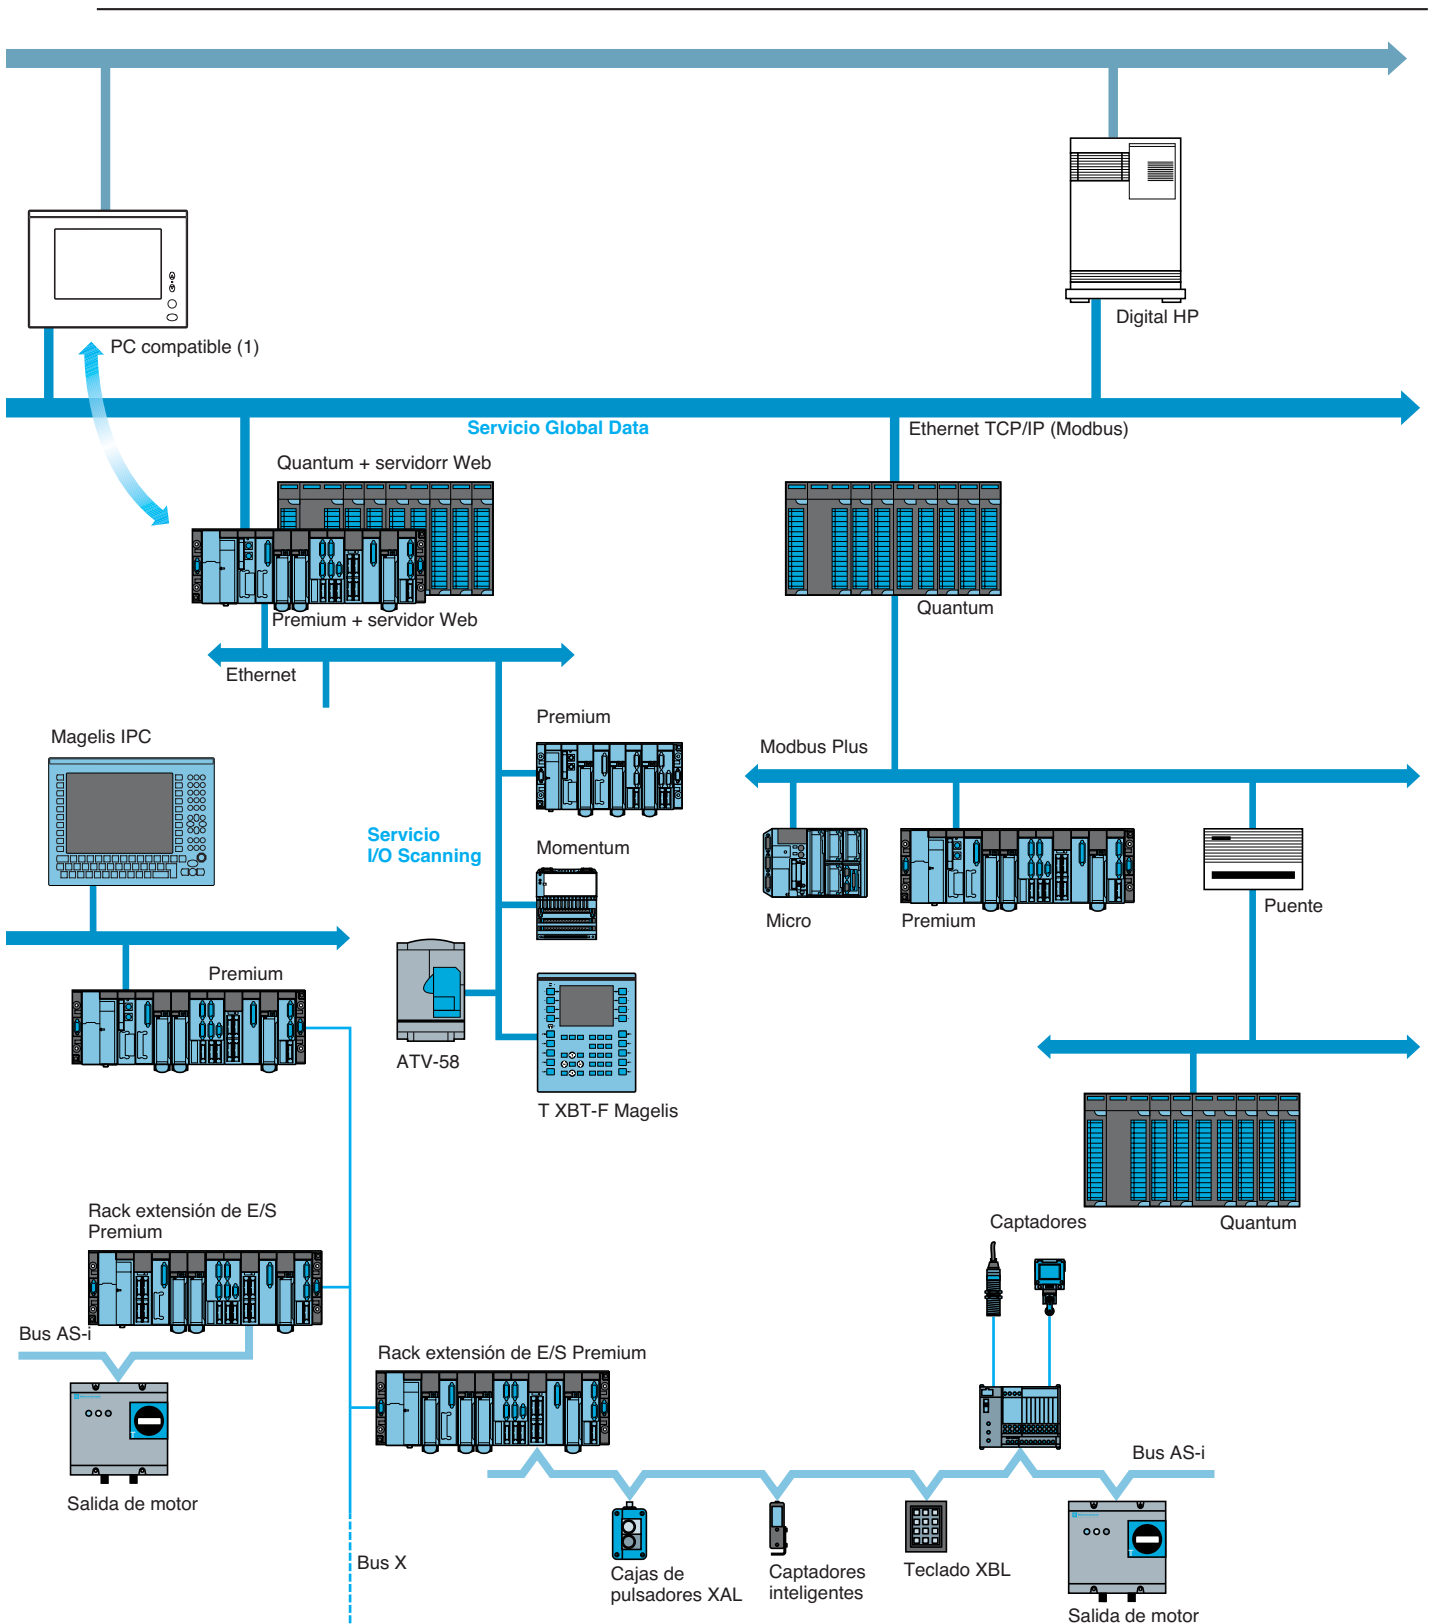 PC compatible (1)
Digital HP
Servicio Global Data
Ethernet TCP/IP (Modbus)
Quantum + servidorr Web
Quantum
Premium + servidor Web
Ethernet
Premium
Magelis IPC
Modbus Plus
Servicio
I/O Scanning
Momentum
Micro
Premium
Puente
Premium
ATV-58
T XBT-F Magelis
Rack extensión de E/S
Premium
Captadores
Quantum
Bus AS-i
Rack extensión de E/S Premium
Bus AS-i
Salida de motor
Bus X
Cajas de
pulsadores XAL
Captadores
inteligentes
Teclado XBL
Salida de motor